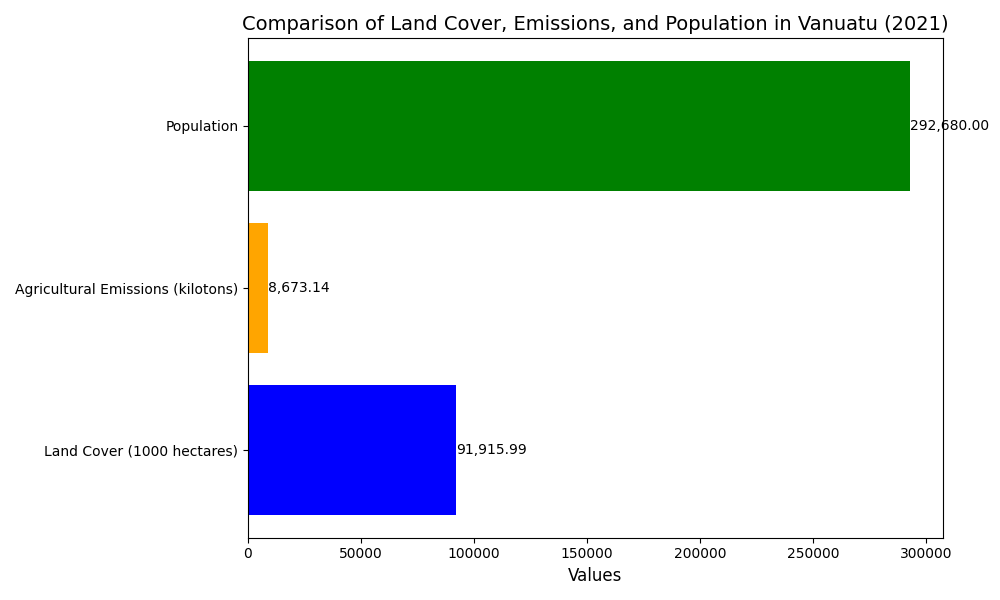 Comparison of Land Cover, Emissions, and Population in Vanuatu (2021)
Population
292,680.00
Agricultural Emissions (kilotons)
8,673.14
Land Cover (1000 hectares)
91,915.99
0 50000 100000 150000 200000 250000 300000
Values